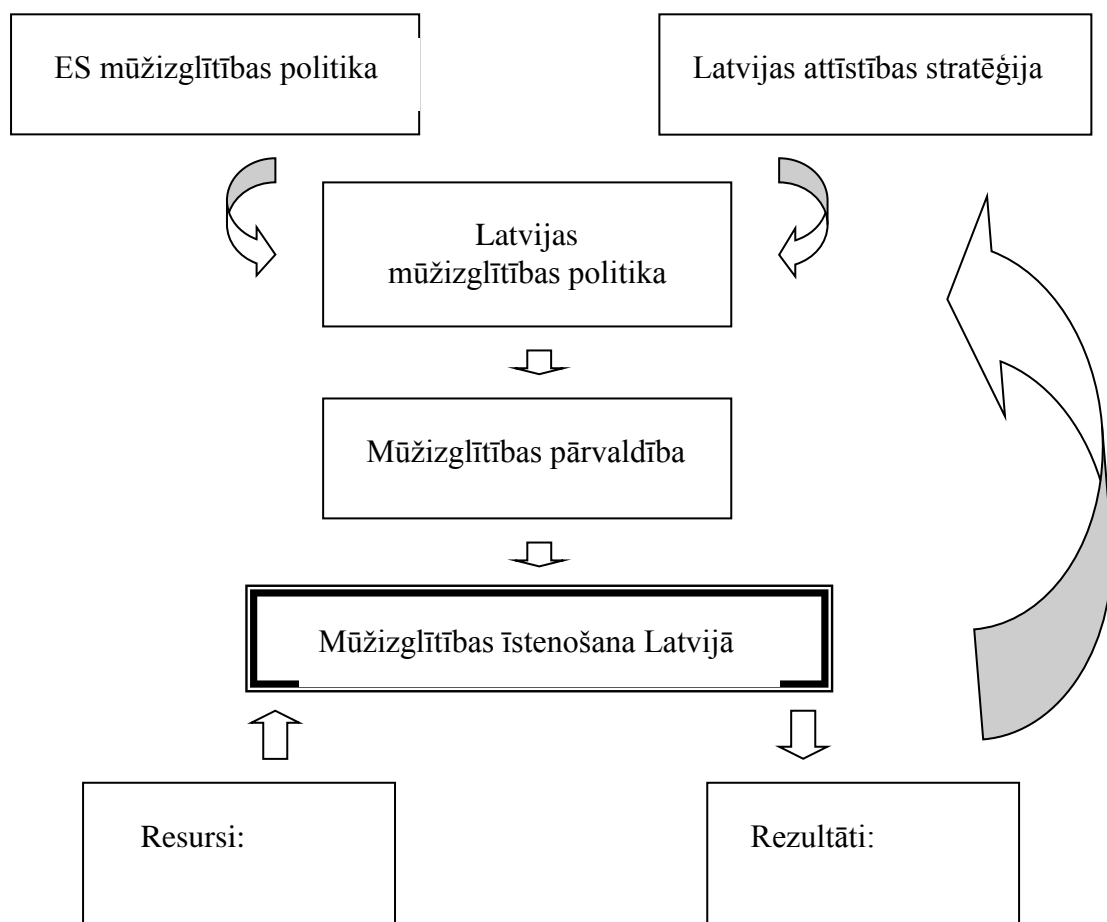 ES mūžizglītības politika
Latvijas attīstības stratēģija
Latvijas
mūžizglītības politika
Mūžizglītības pārvaldība
Mūžizglītības īstenošana Latvijā
Resursi:
Rezultāti: